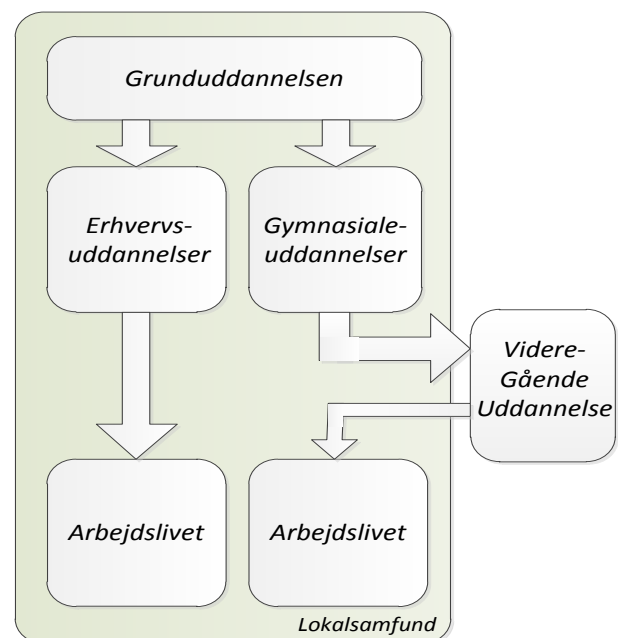 Grunduddannelsen
Erhvervs-
uddannelser
Gymnasiale-
uddannelser
Videre-
Gående
Uddannelse
Arbejdslivet
Arbejdslivet
Lokalsamfund